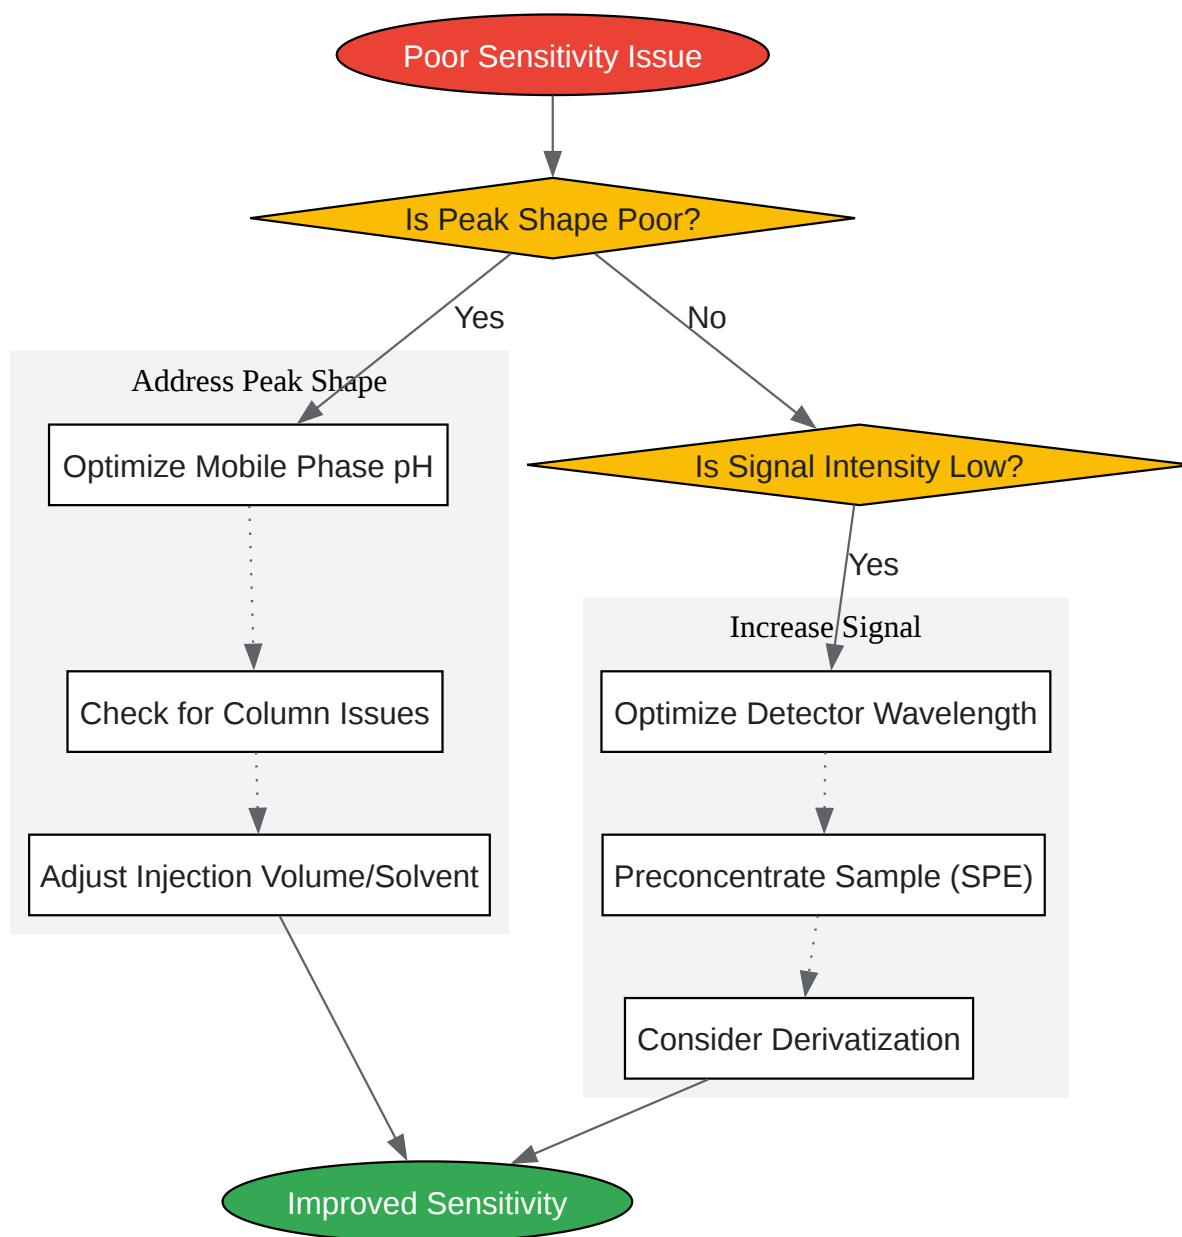 Poor Sensitivity Issue
Is Peak Shape Poor?
Yes
No
Address Peak Shape
Optimize Mobile Phase pH
Is Signal Intensity Low?
Yes
Increase Signal
Check for Column Issues
Optimize Detector Wavelength
Adjust Injection Volume/Solvent
Preconcentrate Sample (SPE)
Consider Derivatization
Improved Sensitivity